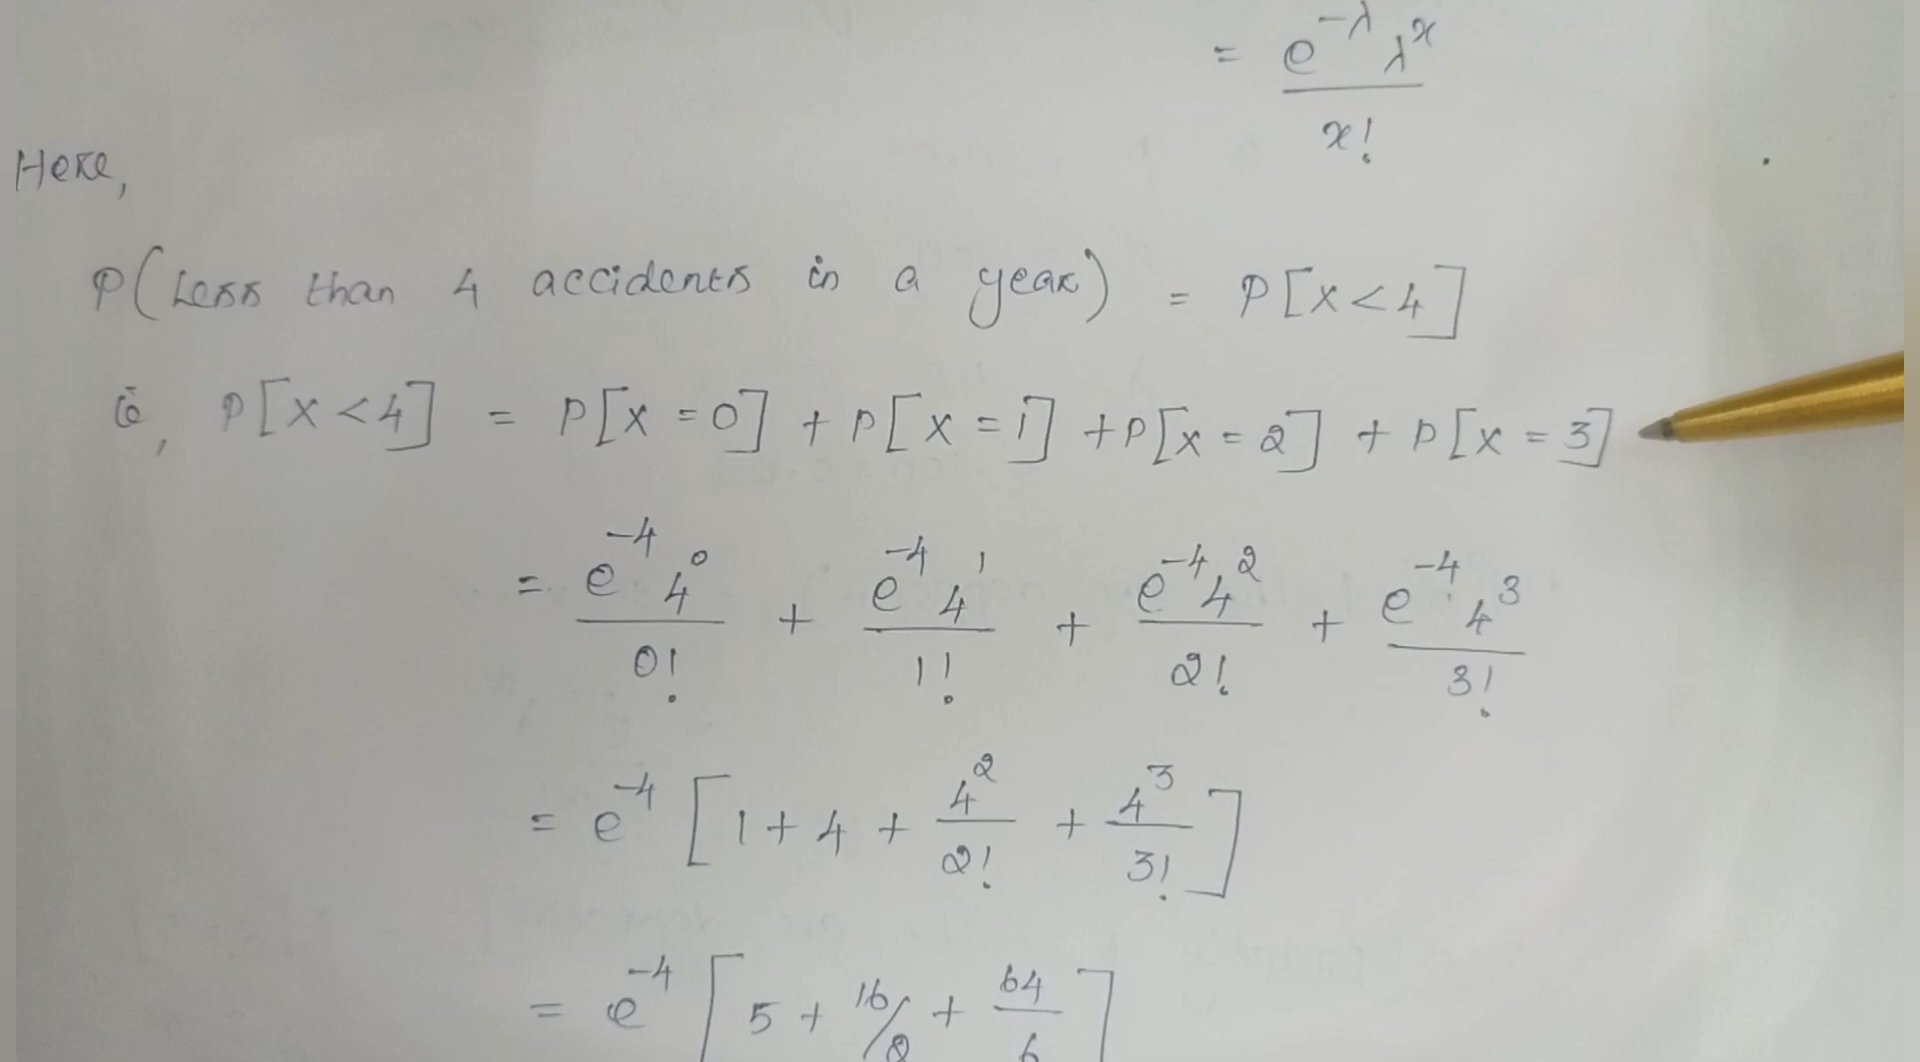 = e^{-λ} λ^x / x!
Here,
P(Less than 4 accidents in a year) = P[X<4]
ie, P[X<4] = P[X=0] + P[X=1] + P[X=2] + P[X=3]
= e^{-4} 4^0 / 0! + e^{-4} 4^1 / 1! + e^{-4} 4^2 / 2! + e^{-4} 4^3 / 3!
= e^{-4} [1 + 4 + 4^2 / 2! + 4^3 / 3!]
= e^{-4} [5 + 16/2 + 64/6]